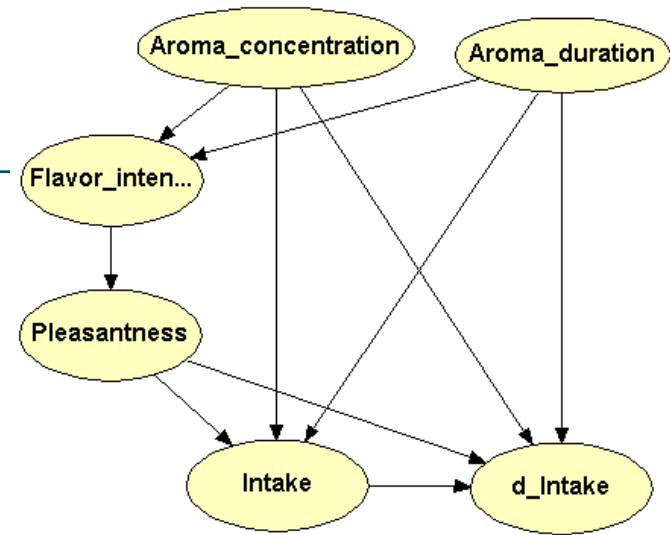 Aroma_concentration
Aroma_duration
Flavor_inten...
Pleasantness
Intake
d_Intake